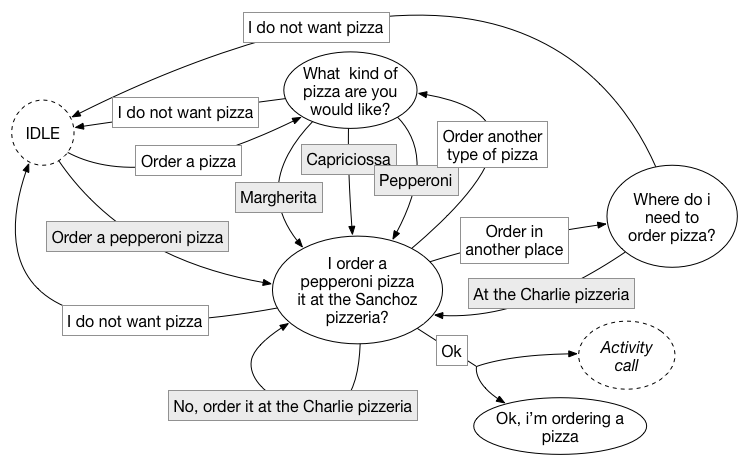 I do not want pizza
What  kind of
pizza are you
would like?
I do not want pizza
IDLE
Order a pizza
Capriciossa
Order another
type of pizza
Pepperoni
Margherita
Where do i
need to
order pizza?
Order a pepperoni pizza
Order in
another place
I order a
pepperoni pizza
it at the Sanchoz
pizzeria?
At the Charlie pizzeria
I do not want pizza
Ok
Activity
call
No, order it at the Charlie pizzeria
Ok, i'm ordering a
pizza